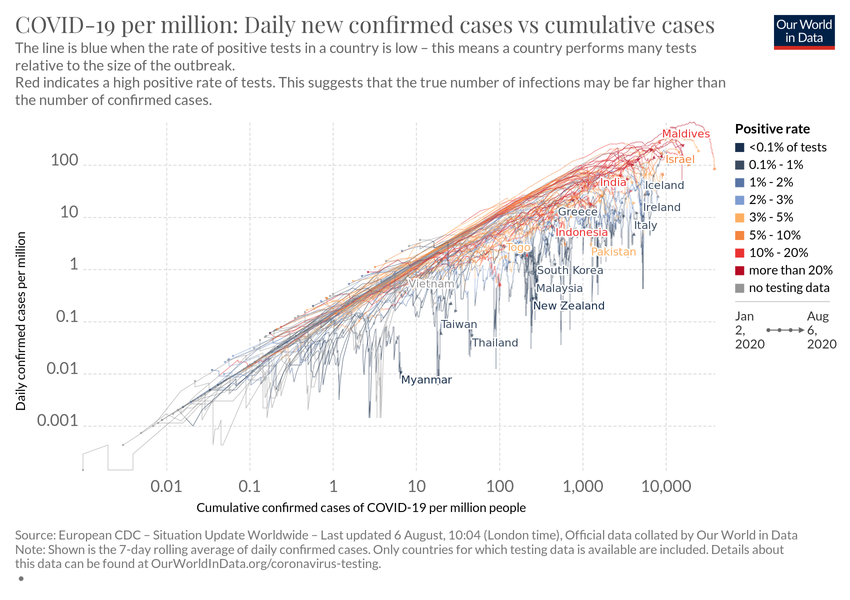 COVID-19 per million: Daily new confirmed cases vs cumulative cases
Our World
in Data
The line is blue when the rate of positive tests in a country is low – this means a country performs many tests
relative to the size of the outbreak.
Red indicates a high positive rate of tests. This suggests that the true number of infections may be far higher than
the number of confirmed cases.
Positive rate
<0.1% of tests
0.1% - 1%
1% - 2%
2% - 3%
3% - 5%
5% - 10%
10% - 20%
more than 20%
no testing data
Jan
2,
2020
Aug
6,
2020
Daily confirmed cases per million
100
10
1
0.1
0.01
0.001
Maldives
Israel
India
Iceland
Ireland
Greece
Italy
Indonesia
Togo
Pakistan
South Korea
Vietnam
Malaysia
New Zealand
Taiwan
Thailand
Myanmar
0.01
0.1
1
10
100
1,000
10,000
Cumulative confirmed cases of COVID-19 per million people
Source: European CDC – Situation Update Worldwide – Last updated 6 August, 10:04 (London time), Official data collated by Our World in Data
Note: Shown is the 7-day rolling average of daily confirmed cases. Only countries for which testing data is available are included. Details about
this data can be found at OurWorldInData.org/coronavirus-testing.